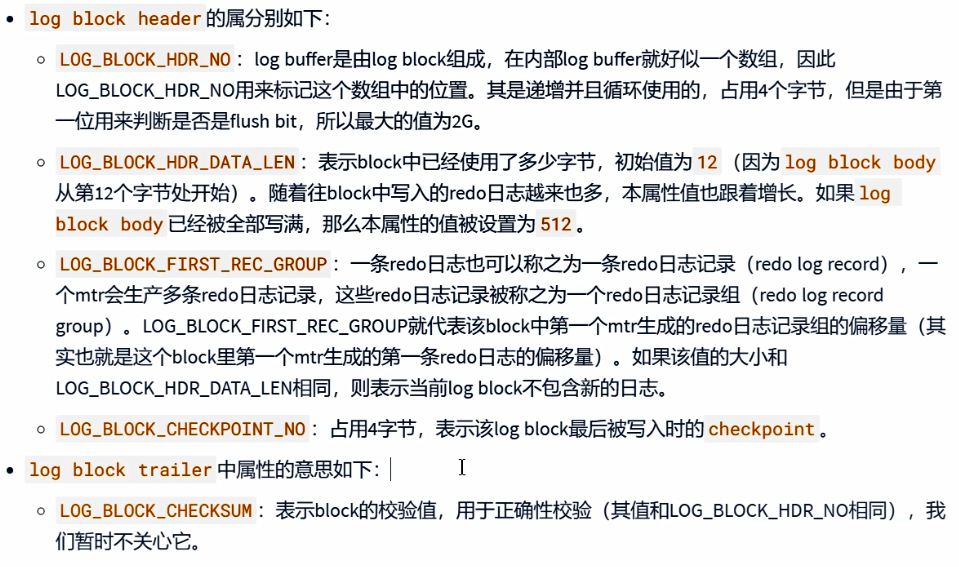 log block header的属分别如下：
LOG_BLOCK_HDR_NO：log buffer是由log block组成，在内部log buffer就好似一个数组，因此
LOG_BLOCK_HDR_NO用来标记这个数组中的位置。其是递增并且循环使用的，占用4个字节，但是由于第
一位用来判断是否是flush bit，所以最大的值为2G。
LOG_BLOCK_HDR_DATA_LEN：表示block中已经使用了多少字节，初始值为12（因为log block body
从第12个字节处开始）。随着往block中写入的redo日志越来也多，本属性值也跟着增长。如果log
block body已经被全部写满，那么本属性的值被设置为512。
LOG_BLOCK_FIRST_REC_GROUP：一条redo日志也可以称之为一条redo日志记录（redo log record），一
个mtr会生产多条redo日志记录，这些redo日志记录被称之为一个redo日志记录组（redo log record
group）。LOG_BLOCK_FIRST_REC_GROUP就代表该block中第一个mtr生成的redo日志记录组的偏移量（其
实也就是这个block里第一个mtr生成的第一条redo日志的偏移量）。如果该值的大小和
LOG_BLOCK_HDR_DATA_LEN相同，则表示当前log block不包含新的日志。
LOG_BLOCK_CHECKPOINT_NO：占用4字节，表示该log block最后被写入时的checkpoint。
log block trailer中属性的意思如下：
LOG_BLOCK_CHECKSUM：表示block的校验值，用于正确性校验（其值和LOG_BLOCK_HDR_NO相同），我
们暂时不关心它。